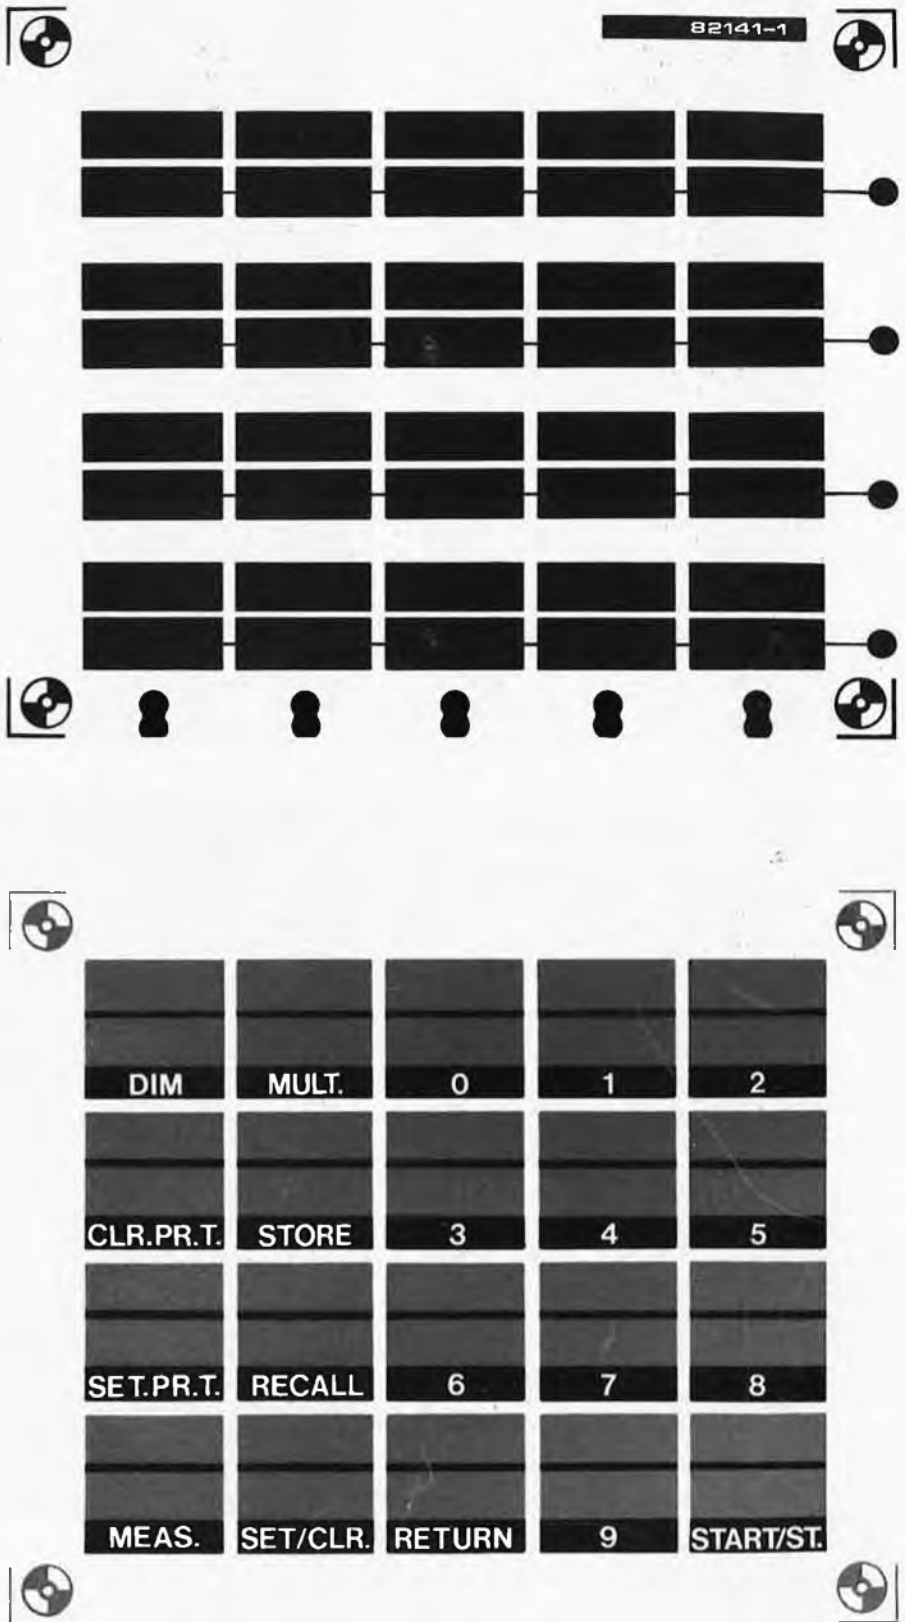 82141-1
DIM MULT. 0 1 2
CLR.PR.T. STORE 3 4 5
SET.PR.T. RECALL 6 7 8
MEAS. SET/CLR. RETURN 9 START/ST.